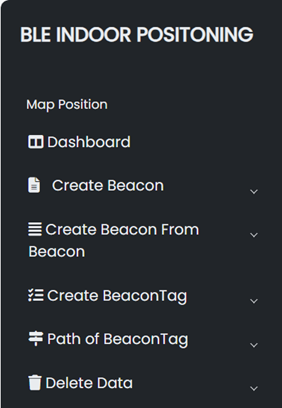 BLE INDOOR POSITONING
Map Position
Dashboard
Create Beacon
Create Beacon From
Beacon
Create BeaconTag
Path of BeaconTag
Delete Data